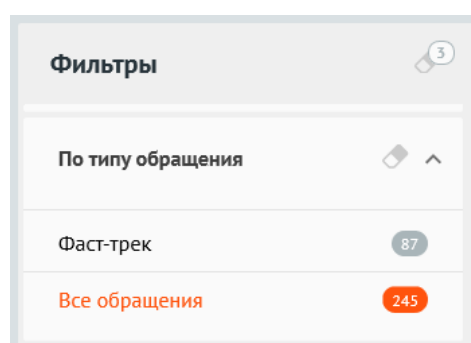 Фильтры 3
По типу обращения
Фаст-трек 87
Все обращения 245